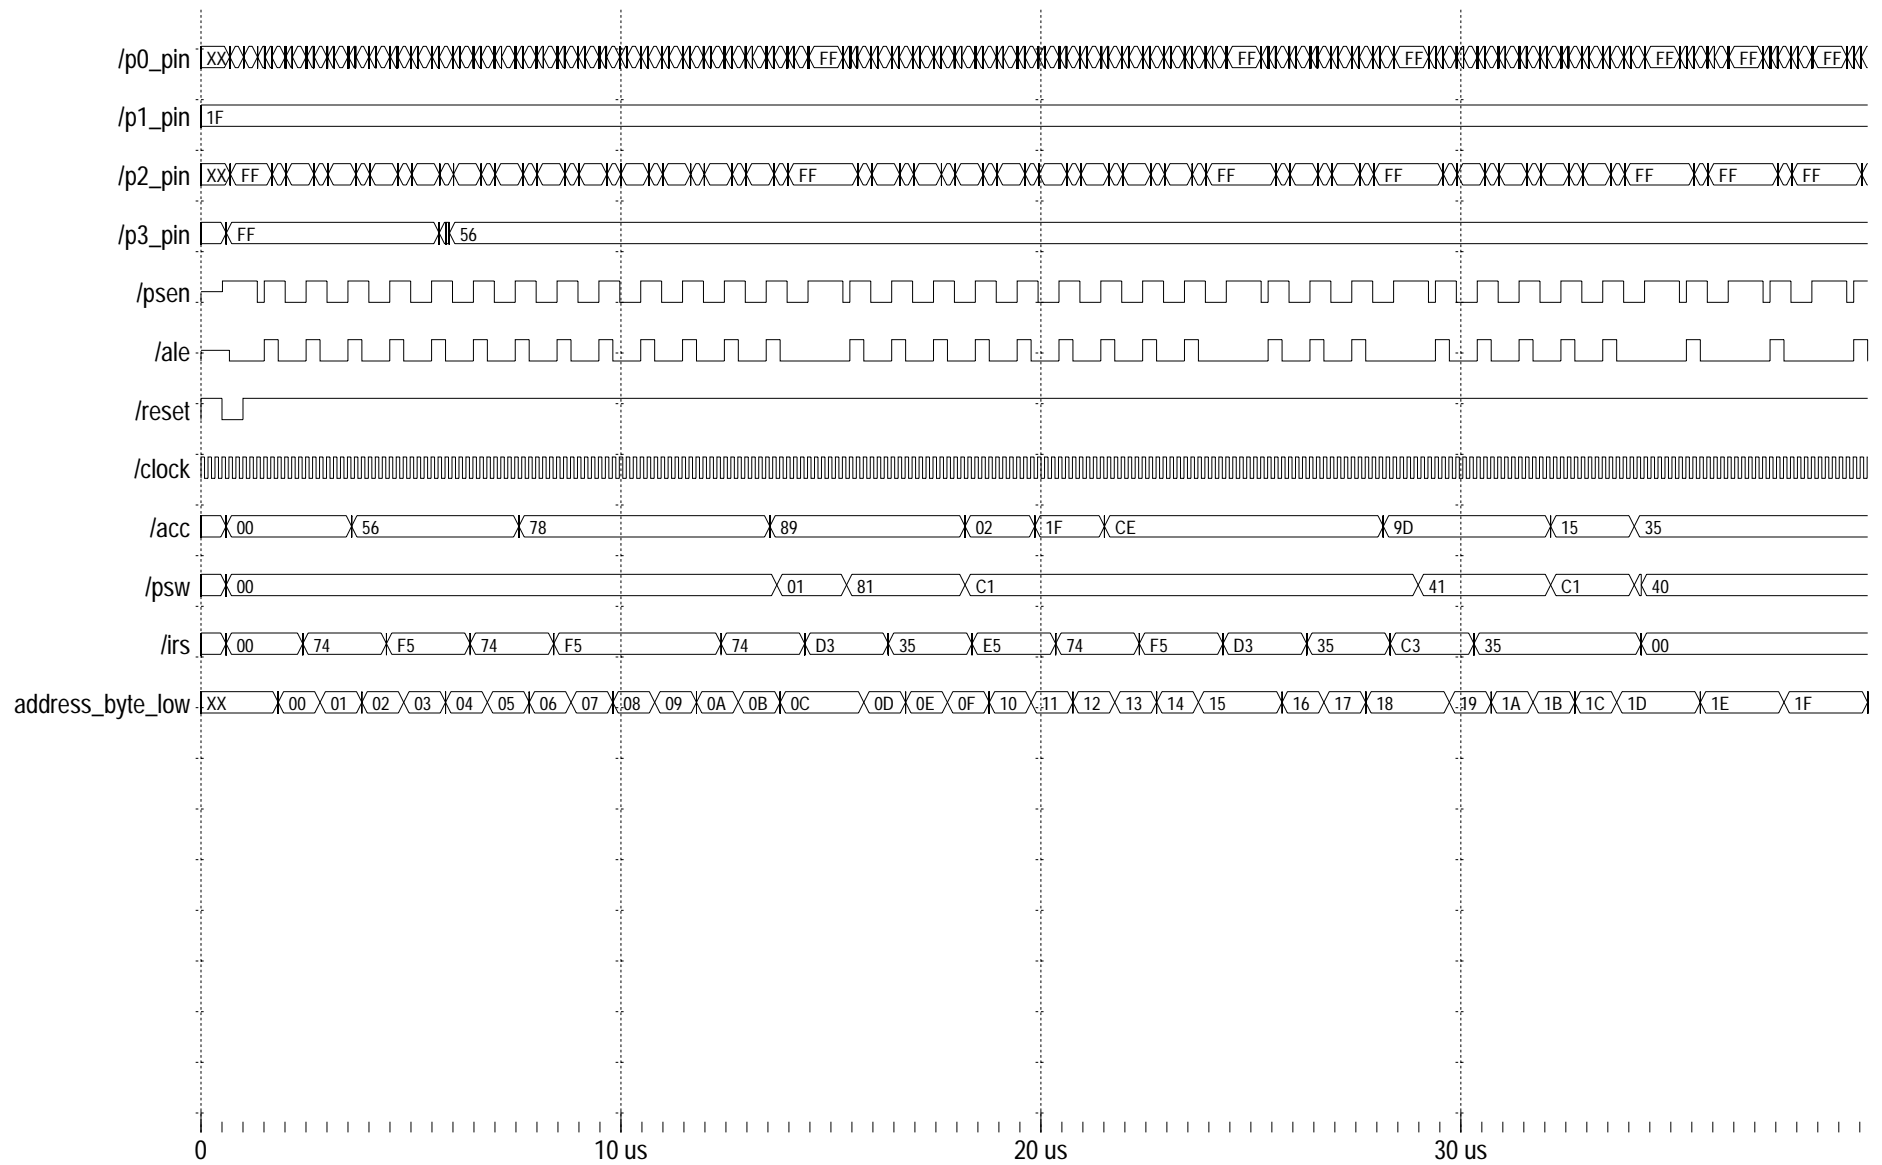 /p0_pin XX FF FF FF FF FF FF
/p1_pin 1F
/p2_pin XX FF FF FF FF FF FF FF
/p3_pin FF 56
/psen
/ale
/reset
/clock
/acc 00 56 78 89 02 1F CE 9D 15 35
/psw 00 01 81 C1 41 C1 40
/irs 00 74 F5 74 F5 74 D3 35 E5 74 F5 D3 35 C3 35 00
address_byte_low XX 00 01 02 03 04 05 06 07 08 09 0A 0B 0C 0D 0E 0F 10 11 12 13 14 15 16 17 18 19 1A 1B 1C 1D 1E 1F
0 10 us 20 us 30 us